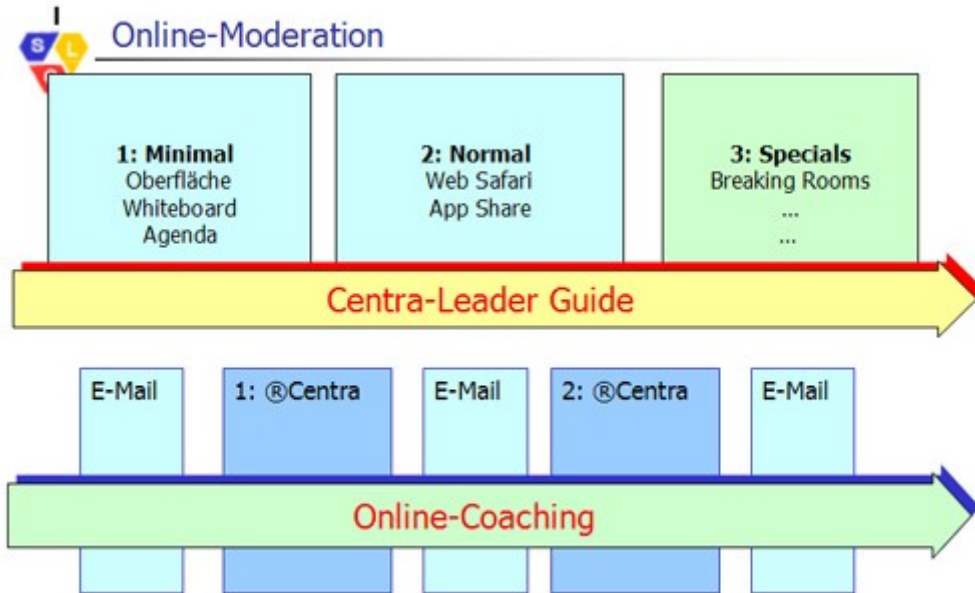 I
S L
Online-Moderation
1: Minimal
Oberfläche
Whiteboard
Agenda
2: Normal
Web Safari
App Share
3: Specials
Breaking Rooms
...
...
Centra-Leader Guide
E-Mail
1: ®Centra
E-Mail
2: ®Centra
E-Mail
Online-Coaching